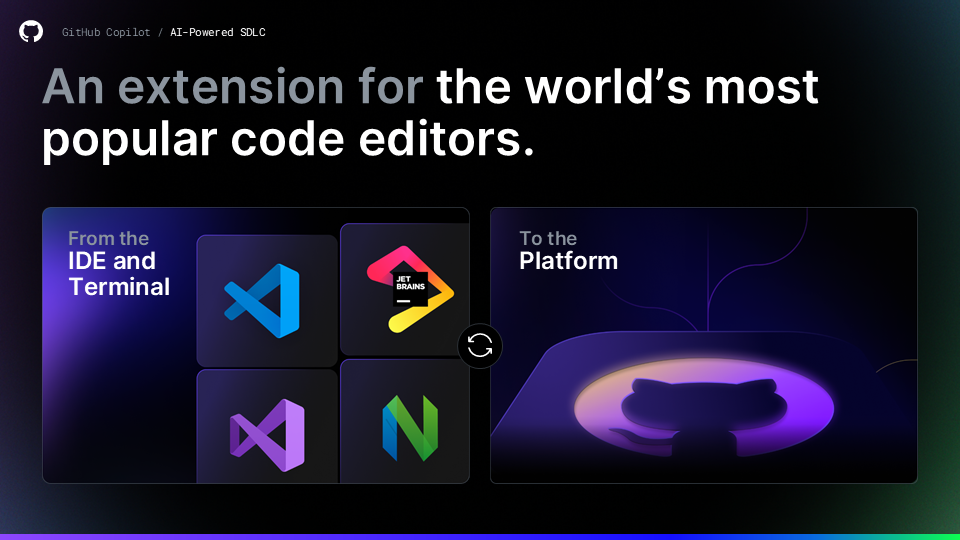 GitHub Copilot / AI-Powered SDLC
An extension for the world’s most
popular code editors.
From the
IDE and
Terminal
JET
BRAINS
To the
Platform